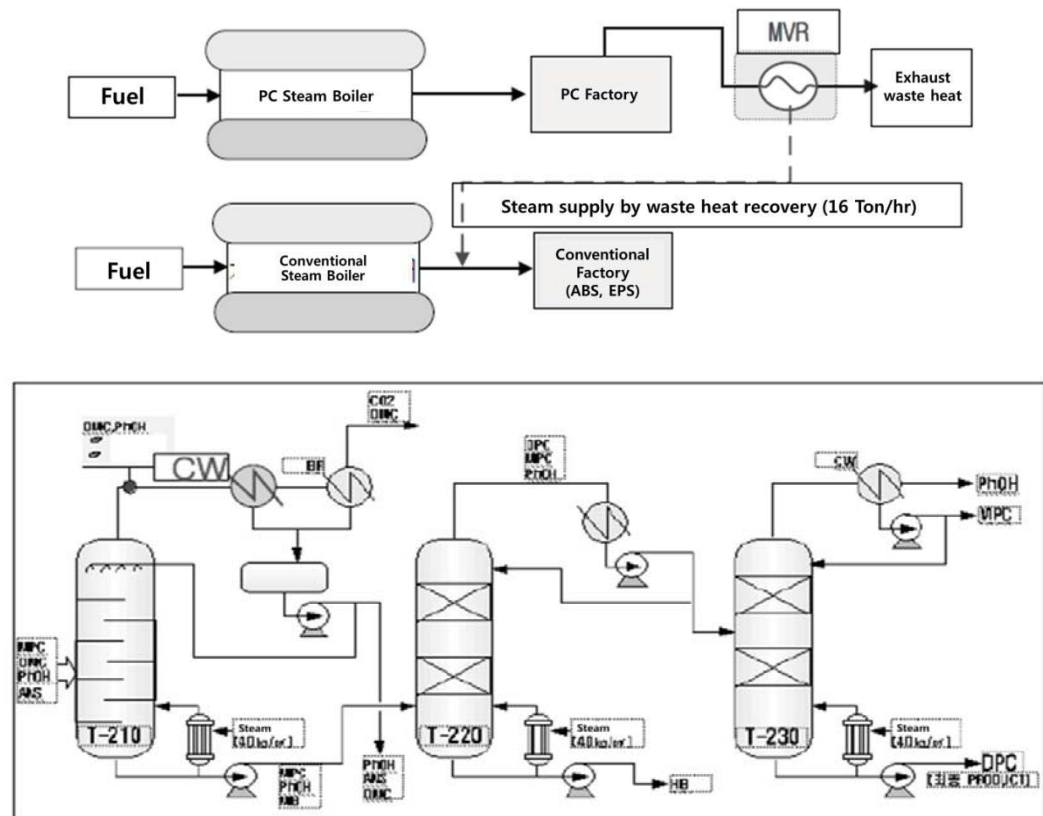 MVR
Fuel
PC Steam Boiler
PC Factory
Exhaust
waste heat
Steam supply by waste heat recovery (16 Ton/hr)
Fuel
Conventional
Steam Boiler
Conventional
Factory
(ABS, EPS)
CO2
DMC
DMC,PhOH
CW
BR
DPC
MPC
PhOH
CW
PhOH
MPC
MPC
DMC
PhOH
ANS
T-210
Steam
T-220
Steam
T-230
Steam
MPC
PhOH
PhOH
ANS
DMC
HB
DPC